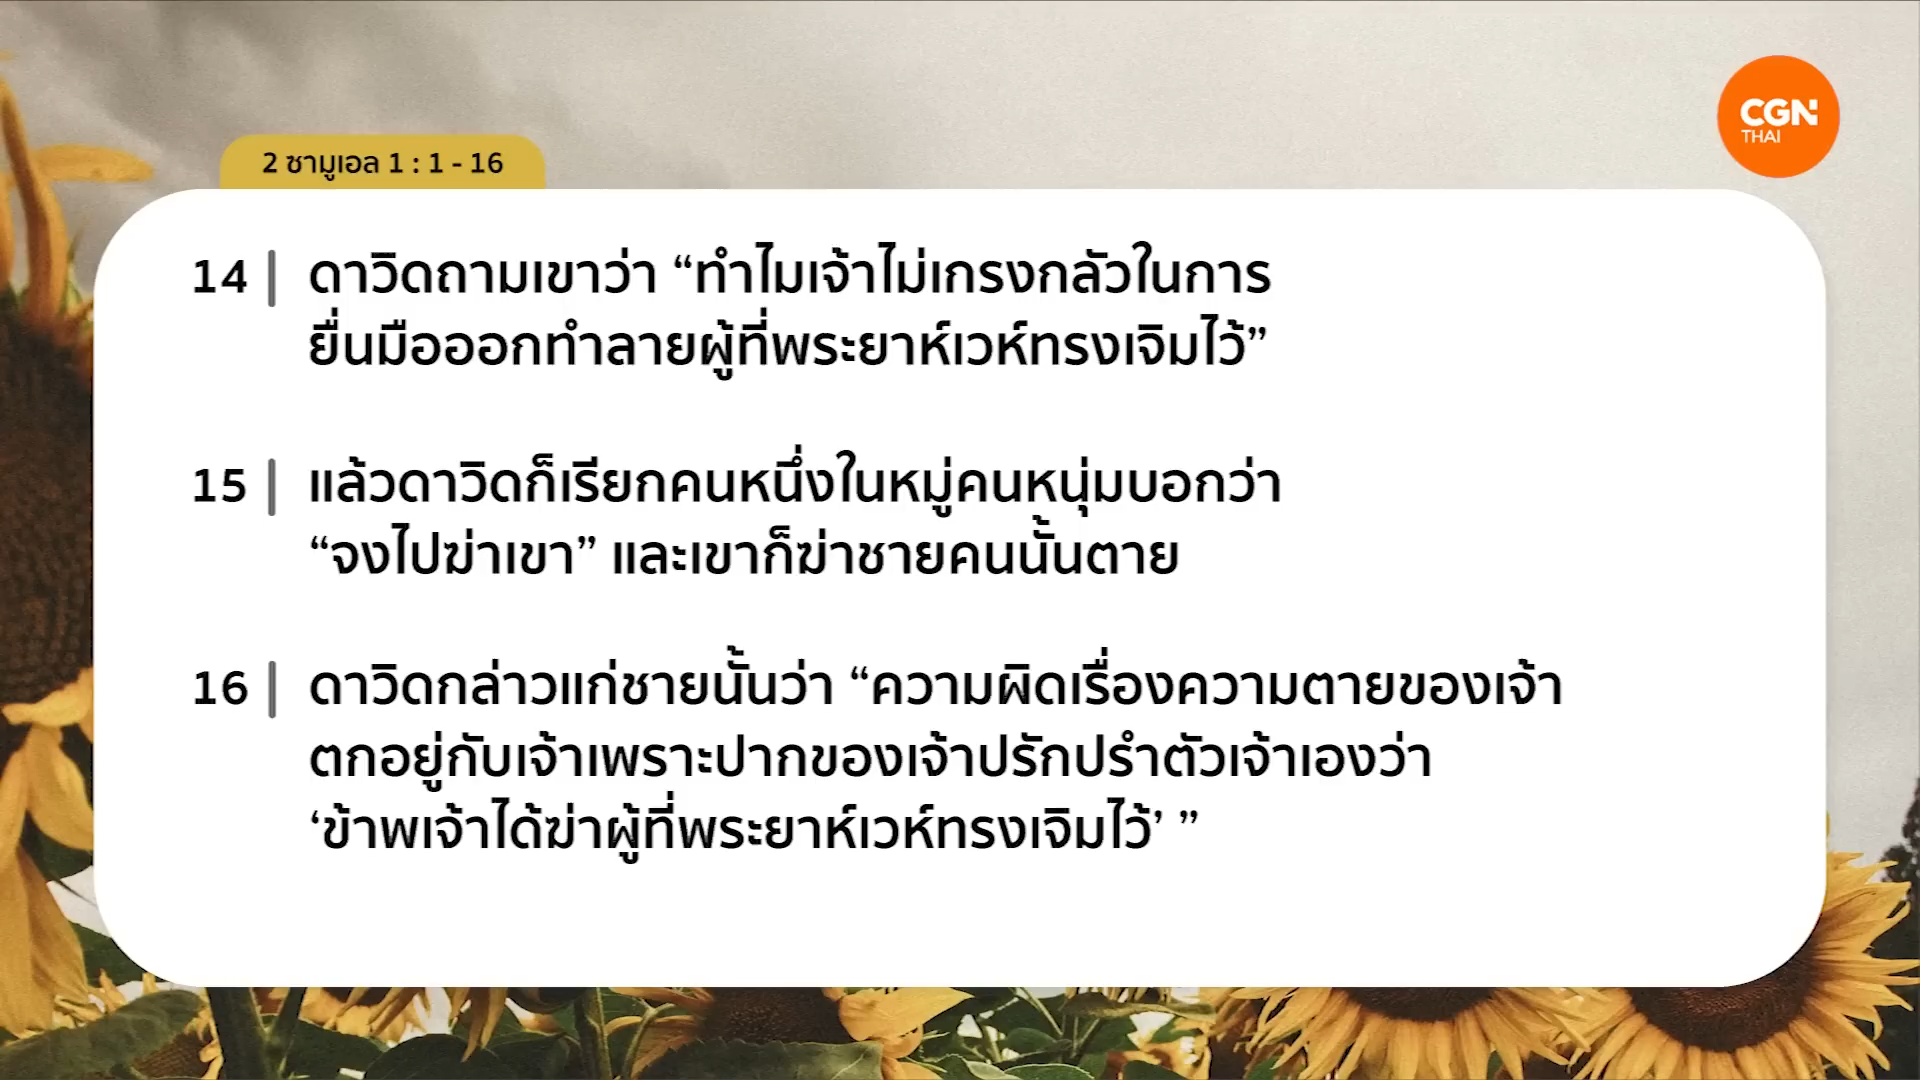 CGN
THAI
2 ซามูเอล 1 : 1 - 16
14 | ดาวิดถามเขาว่า “ทำไมเจ้าไม่เกรงกลัวในการ
ยื่นมือออกทำลายผู้ที่พระยาห์เวห์ทรงเจิมไว้”
15 | แล้วดาวิดก็เรียกคนหนึ่งในหมู่คนหนุ่มบอกว่า
“จงไปฆ่าเขา” และเขาก็ฆ่าชายคนนั้นตาย
16 | ดาวิดกล่าวแก่ชายนั้นว่า “ความผิดเรื่องความตายของเจ้า
ตกอยู่กับเจ้าเพราะปากของเจ้าปรักปรำตัวเจ้าเองว่า
‘ข้าพเจ้าได้ฆ่าผู้ที่พระยาห์เวห์ทรงเจิมไว้’ ”